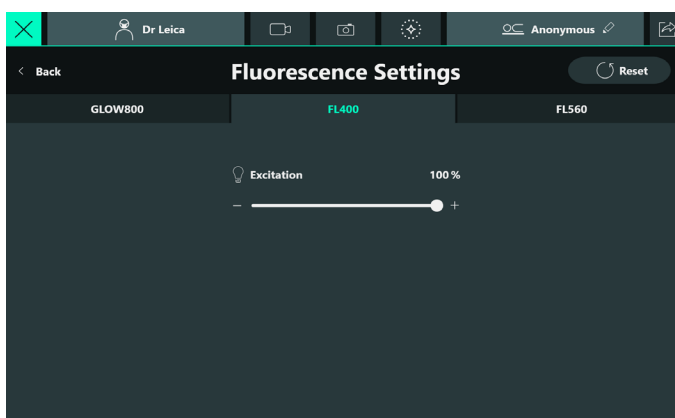 Dr Leica
Anonymous
Back
Fluorescence Settings
Reset
GLOW800
FL400
FL560
Excitation
100 %